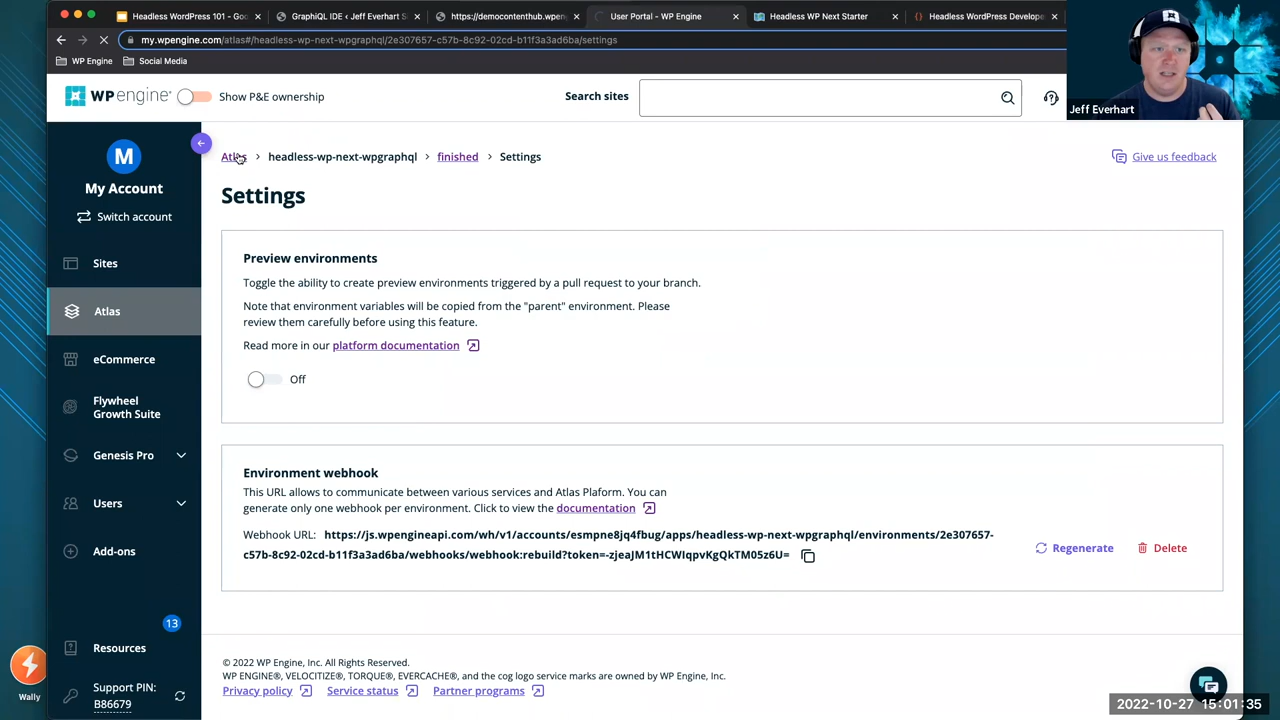 Headless WordPress 101 - Goo
GraphiQL IDE ‹ Jeff Everhart S
https://democontenthub.wpeng
User Portal - WP Engine
Headless WP Next Starter
Headless WordPress Develope
my.wpengine.com/atlas#/headless-wp-next-wpgraphql/2e307657-c57b-8c92-02cd-b11f3a3ad6ba/settings
WP Engine
Social Media
WP engine
Show P&E ownership
Search sites
Jeff Everhart
M
My Account
Switch account
Sites
Atlas
eCommerce
Flywheel
Growth Suite
Genesis Pro
Users
Add-ons
13
Resources
Support PIN:
B86679
Wally
Atlas > headless-wp-next-wpgraphql > finished > Settings
Give us feedback
Settings
Preview environments
Toggle the ability to create preview environments triggered by a pull request to your branch.
Note that environment variables will be copied from the "parent" environment. Please
review them carefully before using this feature.
Read more in our platform documentation
Off
Environment webhook
This URL allows to communicate between various services and Atlas Plaform. You can
generate only one webhook per environment. Click to view the documentation
Webhook URL: https://js.wpengineapi.com/wh/v1/accounts/esmpne8jq4fbug/apps/headless-wp-next-wpgraphql/environments/2e307657-
c57b-8c92-02cd-b11f3a3ad6ba/webhooks/webhook:rebuild?token=-zjeaJM1tHCWIqpvKgQkTM05z6U=
Regenerate
Delete
© 2022 WP Engine, Inc. All Rights Reserved.
WP ENGINE®, VELOCITIZE®, TORQUE®, EVERCACHE®, and the cog logo service marks are owned by WP Engine, Inc.
Privacy policy
Service status
Partner programs
2022-10-27 15:01:35